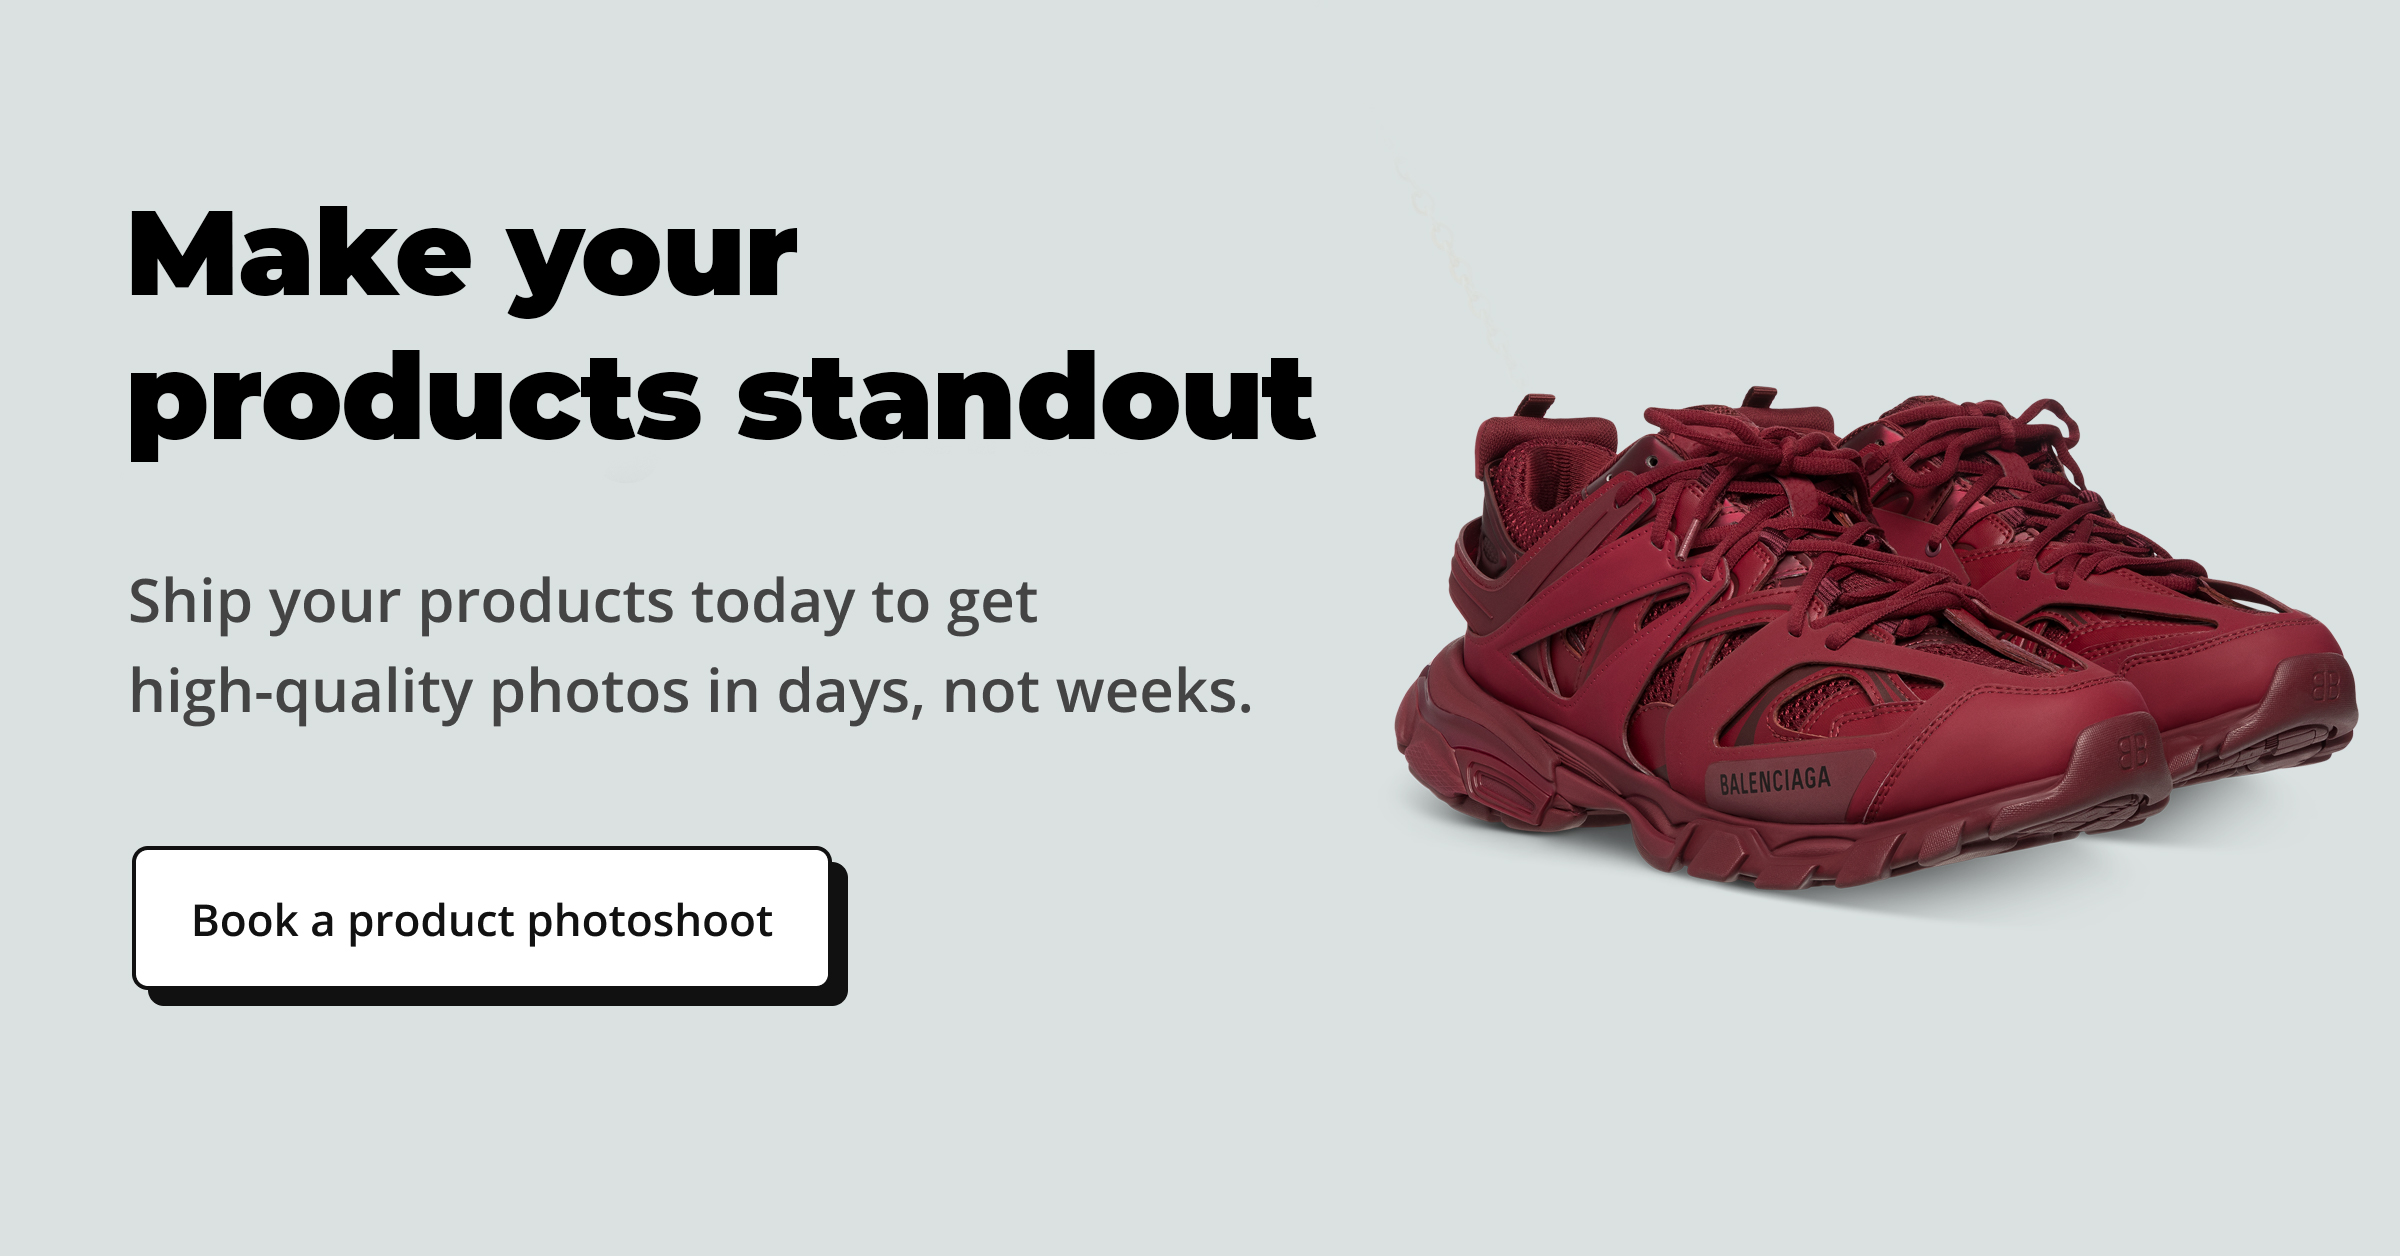 Make your
products standout
Ship your products today to get
high-quality photos in days, not weeks.
Book a product photoshoot
BALENCIAGA